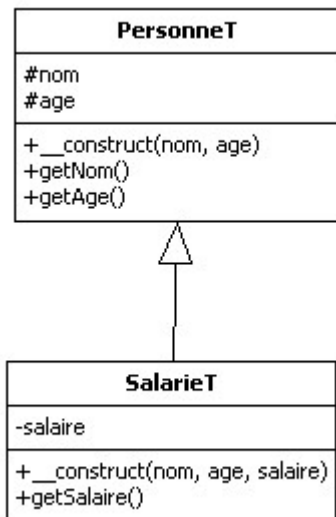 PersonneT
#nom
#age
+__construct(nom, age)
+getNom()
+getAge()
SalarieT
-salaire
+__construct(nom, age, salaire)
+getSalaire()